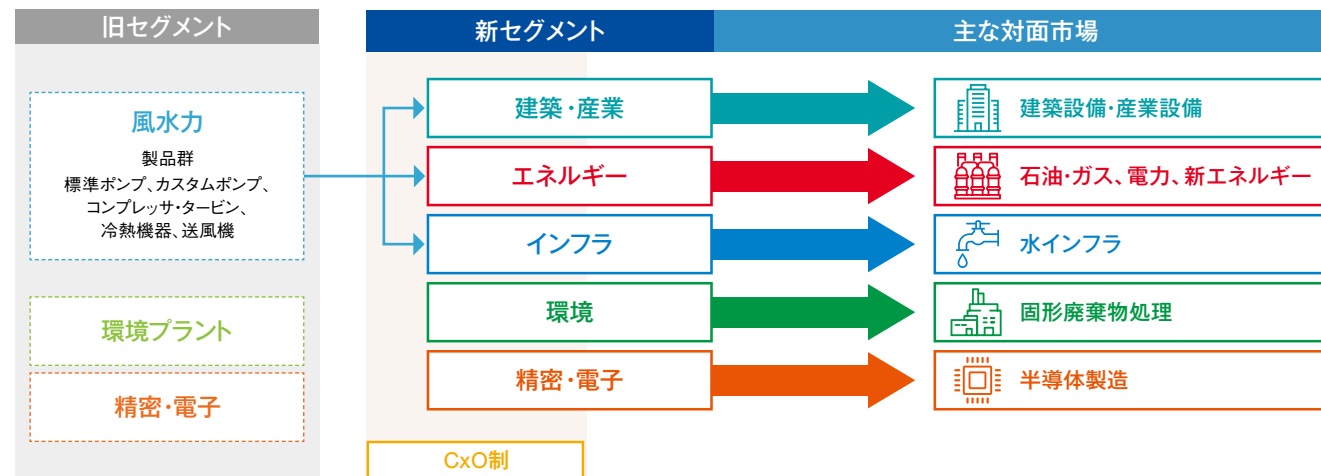 旧セグメント
風水力
製品群
標準ポンプ、カスタムポンプ、
コンプレッサ・タービン、
冷熱機器、送風機
環境プラント
精密・電子
新セグメント
主な対面市場
建築・産業
建築設備・産業設備
エネルギー
石油・ガス、電力、新エネルギー
インフラ
水インフラ
環境
固形廃棄物処理
精密・電子
半導体製造
CxO制